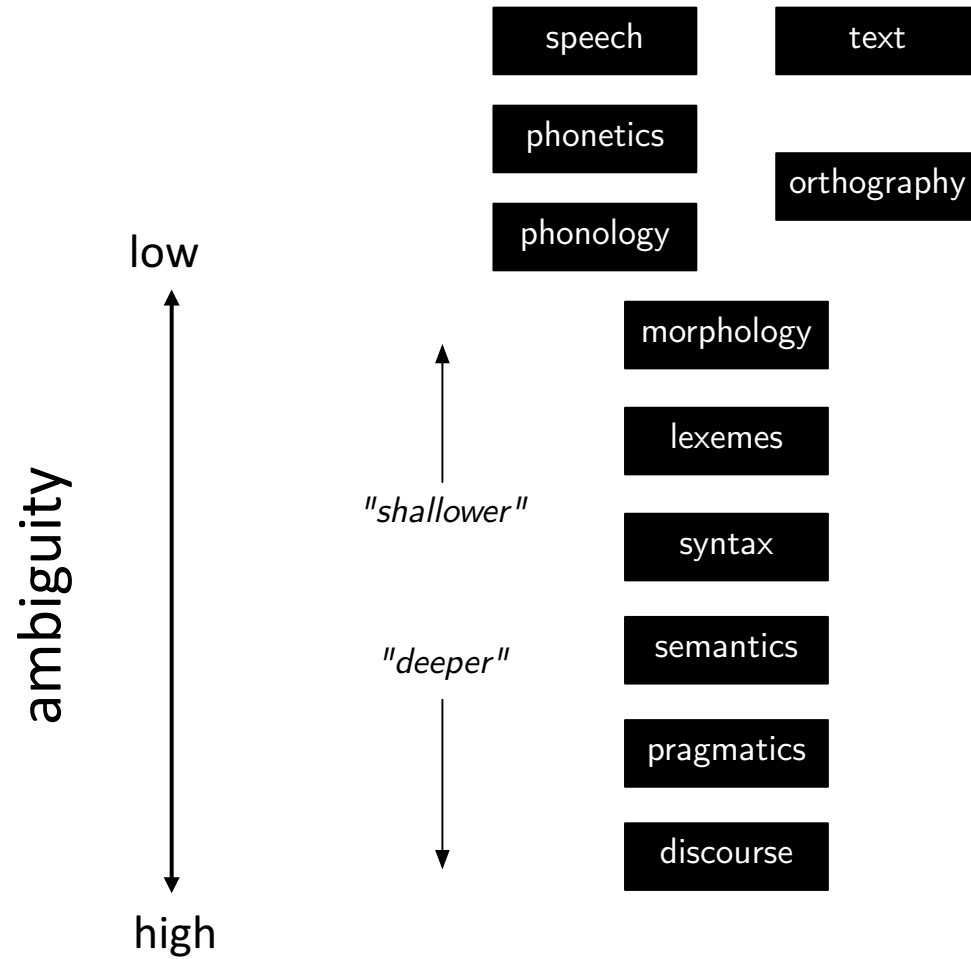 speech
text
phonetics
orthography
phonology
low
morphology
lexemes
"shallower"
syntax
ambiguity
semantics
"deeper"
pragmatics
discourse
high